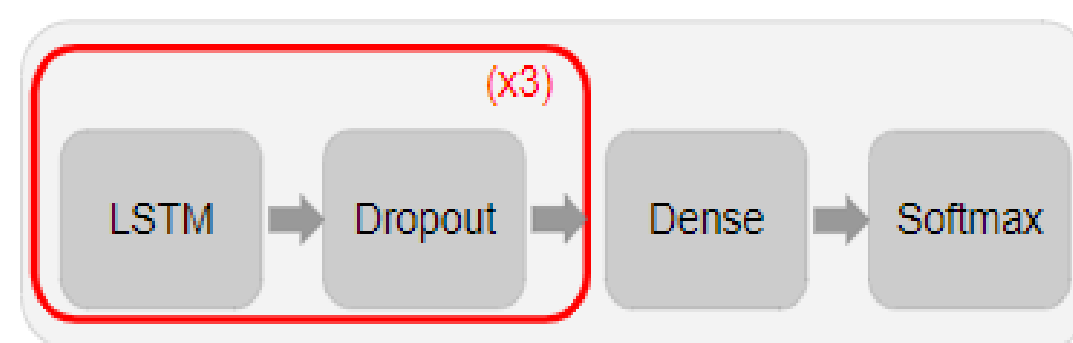 (x3)
LSTM
Dropout
Dense
Softmax